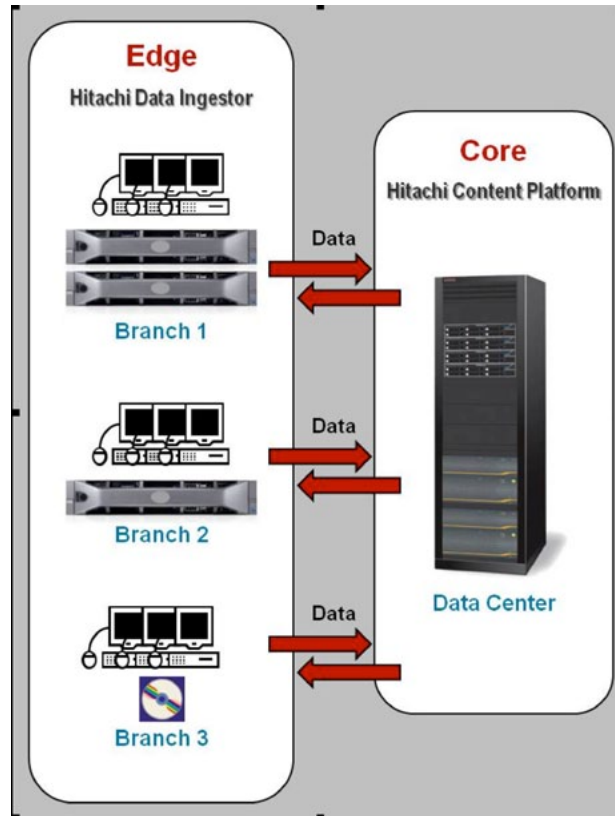 Edge
Hitachi Data Ingestor
Core
Hitachi Content Platform
Data
Branch 1
Data
Branch 2
Data Center
Data
Branch 3